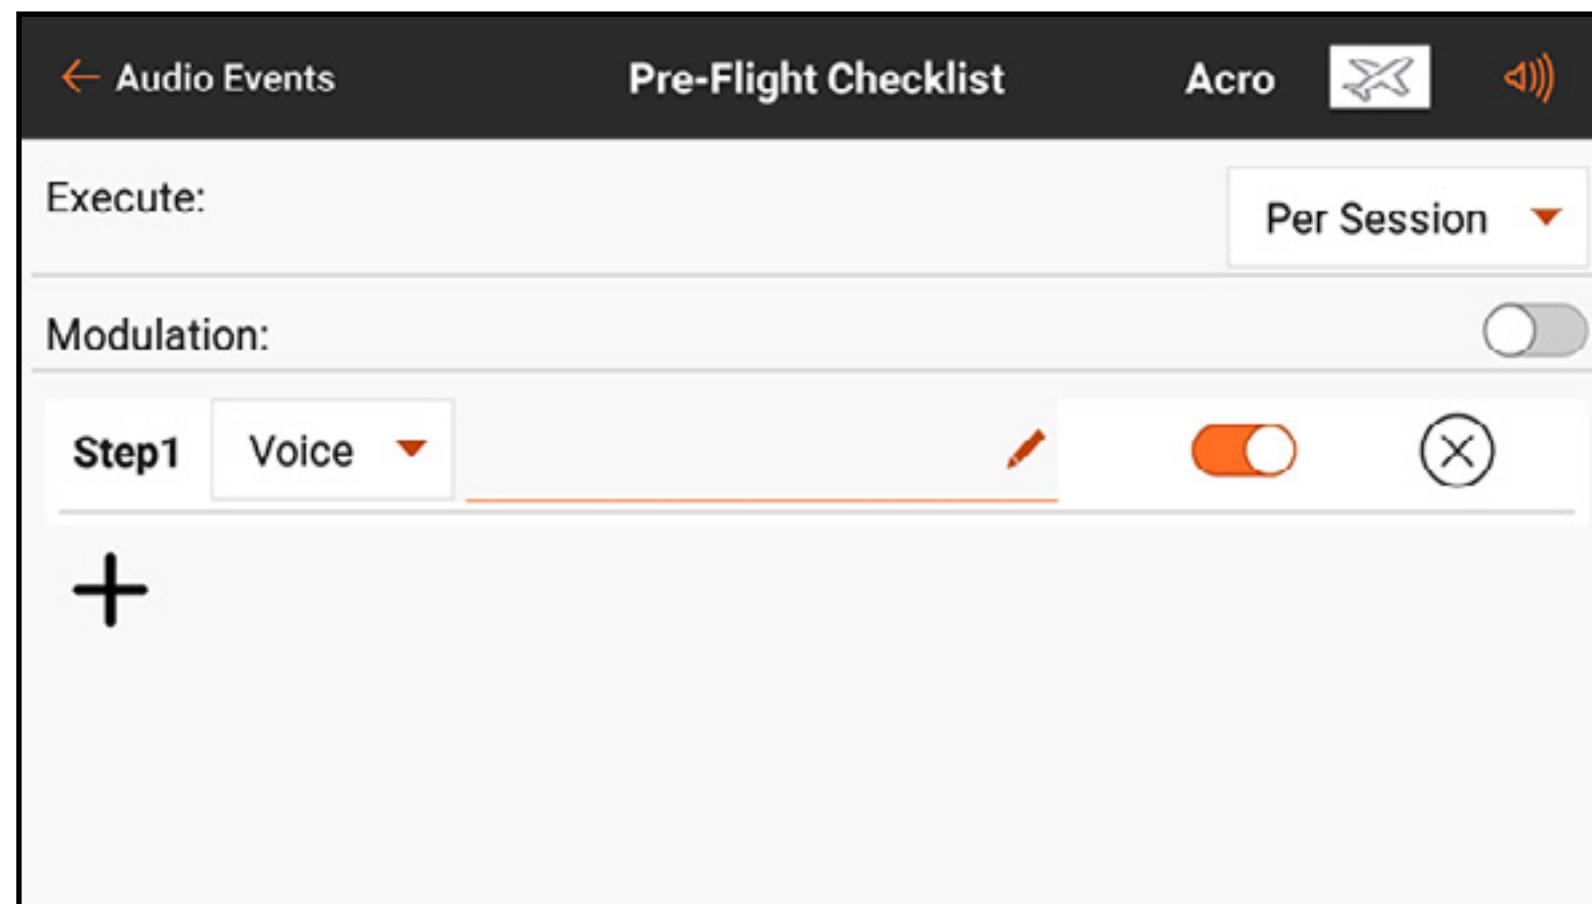 Audio Events Pre-Flight Checklist Acro
Execute: Per Session
Modulation:
Step1 Voice